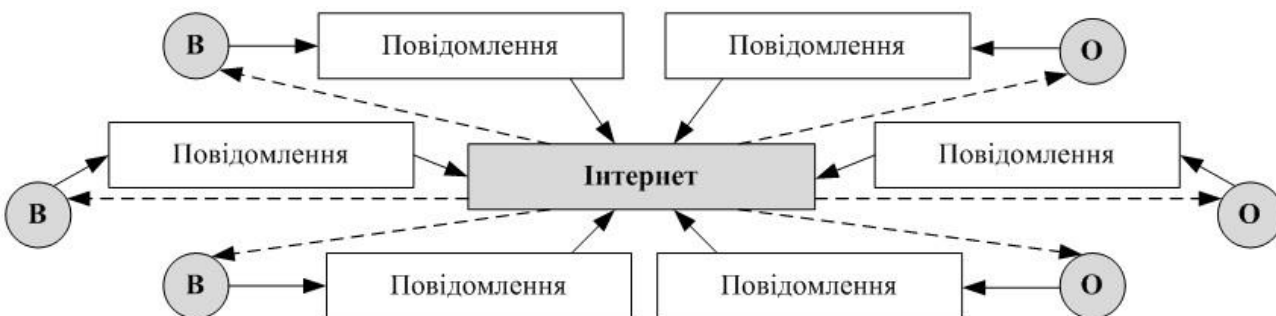 В
Повідомлення
Повідомлення
О
Повідомлення
Інтернет
Повідомлення
В
О
В
Повідомлення
Повідомлення
О